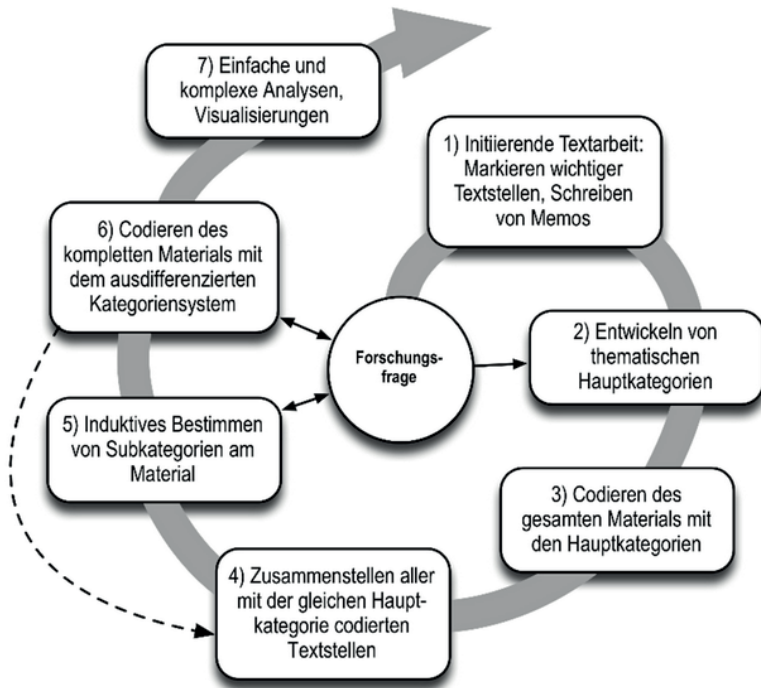 7) Einfache und
komplexe Analysen,
Visualisierungen
1) Initiierende Textarbeit:
Markieren wichtiger
Textstellen, Schreiben
von Memos
6) Codieren des
kompletten Materials mit
dem ausdifferenzierten
Kategoriensystem
Forschungs-
frage
2) Entwickeln von
thematischen
Hauptkategorien
5) Induktives Bestimmen
von Subkategorien am
Material
3) Codieren des
gesamten Materials mit
den Hauptkategorien
4) Zusammenstellen aller
mit der gleichen Haupt-
kategorie codierten
Textstellen